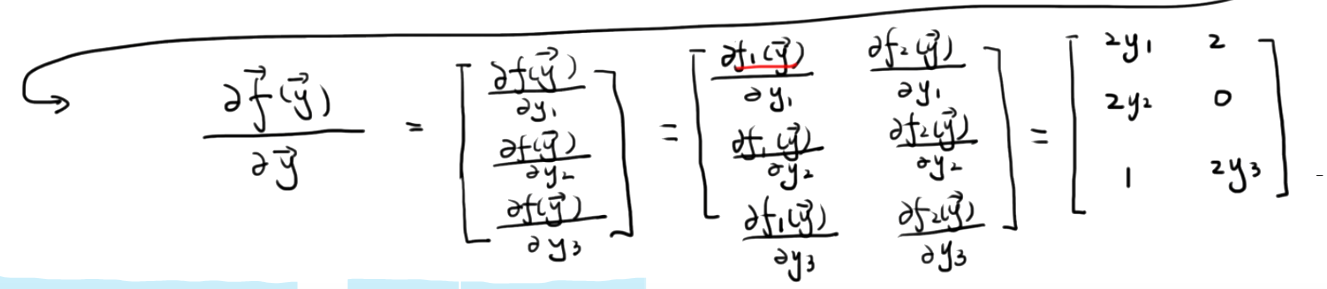 $\frac{\partial \vec{f}(\vec{y})}{\partial \vec{y}} = \begin{bmatrix} \frac{\partial f(\vec{y})}{\partial y_1} \\ \frac{\partial f(\vec{y})}{\partial y_2} \\ \frac{\partial f(\vec{y})}{\partial y_3} \end{bmatrix} = \begin{bmatrix} \frac{\partial f_1(\vec{y})}{\partial y_1} & \frac{\partial f_2(\vec{y})}{\partial y_1} \\ \frac{\partial f_1(\vec{y})}{\partial y_2} & \frac{\partial f_2(\vec{y})}{\partial y_2} \\ \frac{\partial f_1(\vec{y})}{\partial y_3} & \frac{\partial f_2(\vec{y})}{\partial y_3} \end{bmatrix} = \begin{bmatrix} 2y_1 & 2 \\ 2y_2 & 0 \\ 1 & 2y_3 \end{bmatrix}$